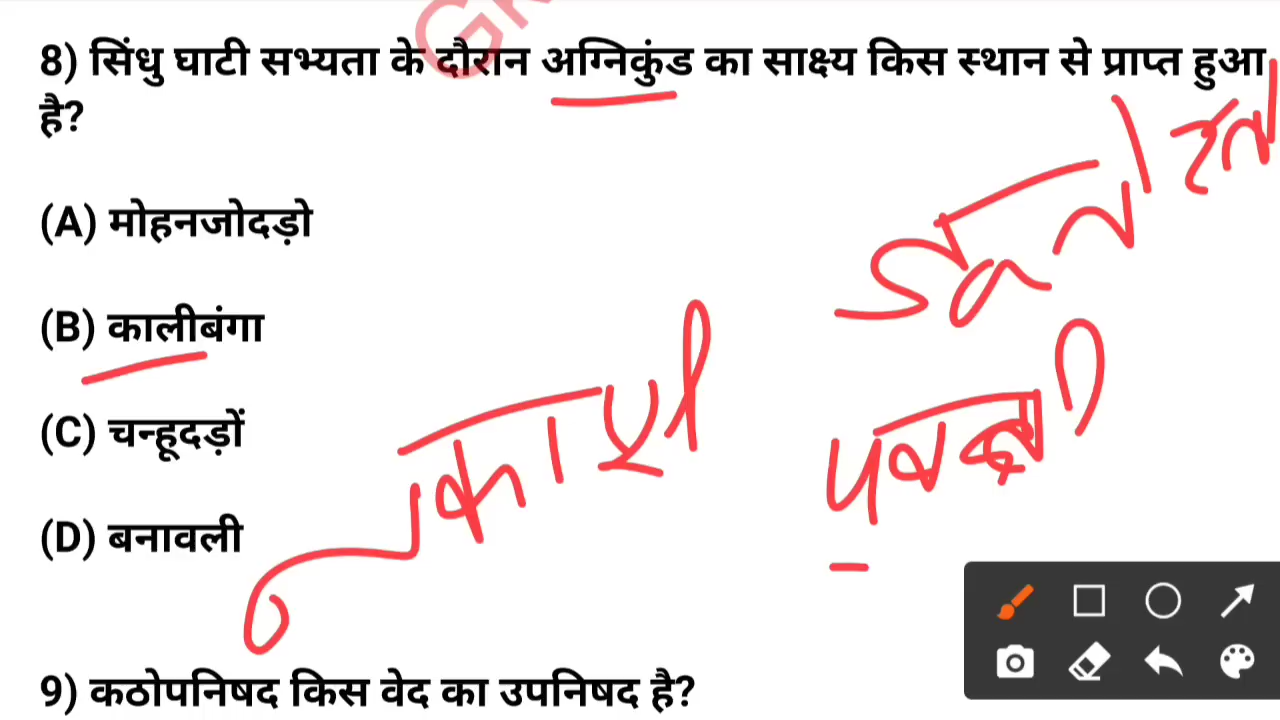 8) सिंधु घाटी सभ्यता के दौरान अग्निकुंड का साक्ष्य किस स्थान से प्राप्त हुआ
है?
(A) मोहनजोदड़ो
(B) कालीबंगा
(C) चन्हूदड़ों
(D) बनावली
9) कठोपनिषद किस वेद का उपनिषद है?